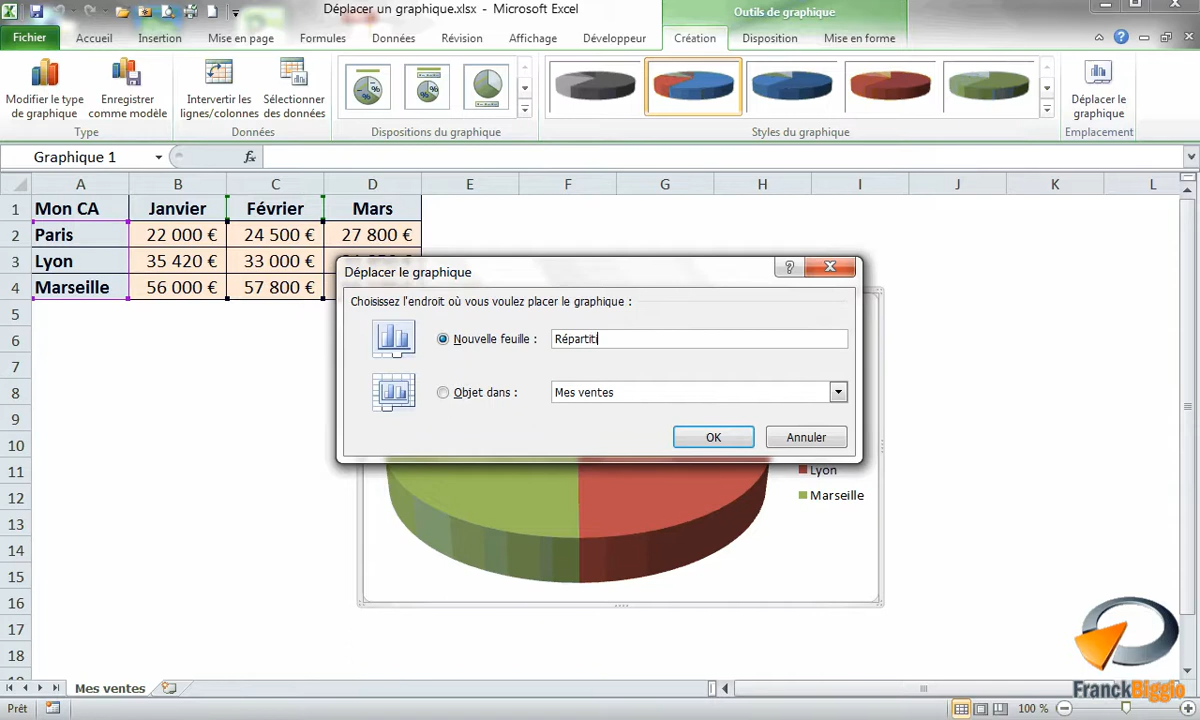 Déplacer un graphique.xlsx - Microsoft Excel
Outils de graphique
Fichier Accueil Insertion Mise en page Formules Données Révision Affichage Développeur Création Disposition Mise en forme
Modifier le type de graphique
Enregistrer comme modèle
Type
Intervertir les lignes/colonnes
Sélectionner des données
Données
Dispositions du graphique
Styles du graphique
Déplacer le graphique
Emplacement
Graphique 1 fx
A B C D E F G H I J K L
1 Mon CA Janvier Février Mars
2 Paris 22 000 € 24 500 € 27 800 €
3 Lyon 35 420 € 33 000 €
4 Marseille 56 000 € 57 800 €
5
6
7
8
9
10
11
12
13
14
15
16
17
18
Déplacer le graphique
Choisissez l'endroit où vous voulez placer le graphique :
Nouvelle feuille : Répartiti
Objet dans : Mes ventes
OK Annuler
Lyon
Marseille
FranckBiggio
Mes ventes
Prêt 100 %